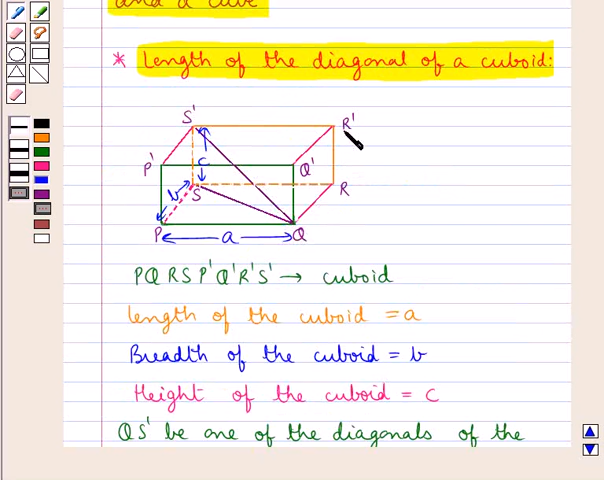 and a cube
* length of the diagonal of a cuboid:
S' R'
P' c Q'
b S R
P a Q
PQRSP'Q'R'S' → cuboid
length of the cuboid = a
Breadth of the cuboid = b
Height of the cuboid = c
QS' be one of the diagonals of the